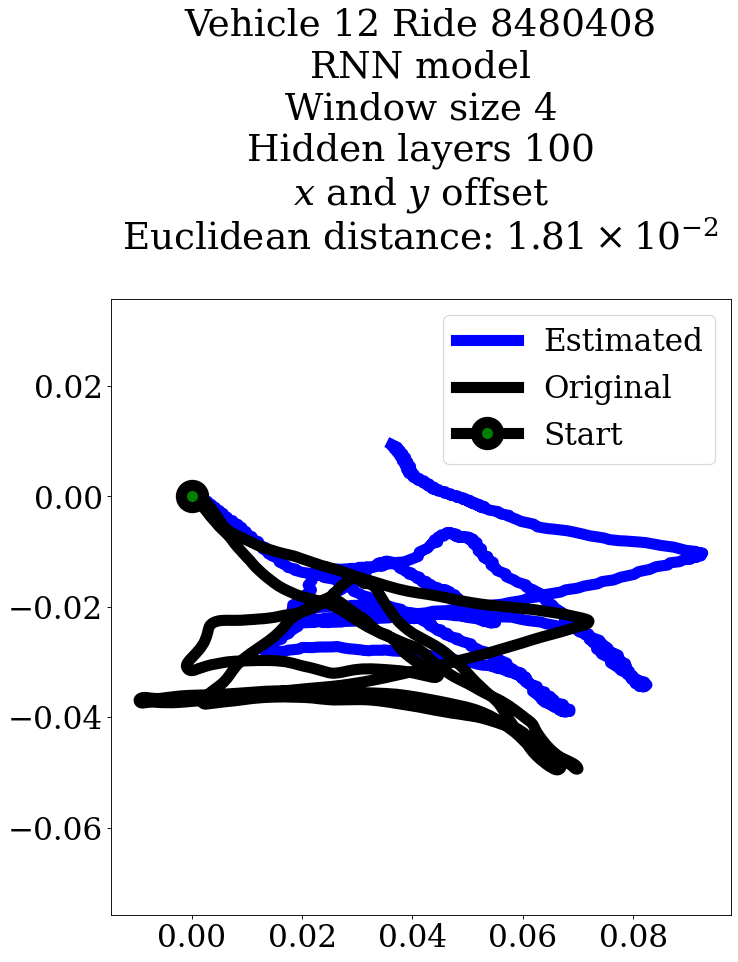 Vehicle 12 Ride 8480408
RNN model
Window size 4
Hidden layers 100
x and y offset
Euclidean distance: 1.81 × 10⁻²
Estimated
Original
Start
0.02
0.00
−0.02
−0.04
−0.06
0.00 0.02 0.04 0.06 0.08